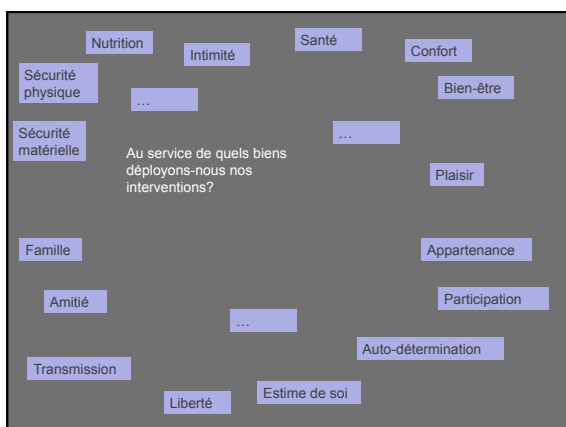 Nutrition
Intimité
Santé
Confort
Sécurité
physique
…
Bien-être
Sécurité
matérielle
…
Au service de quels biens
déployons-nous nos
interventions?
Plaisir
Famille
Appartenance
Amitié
Participation
…
Auto-détermination
Transmission
Liberté
Estime de soi